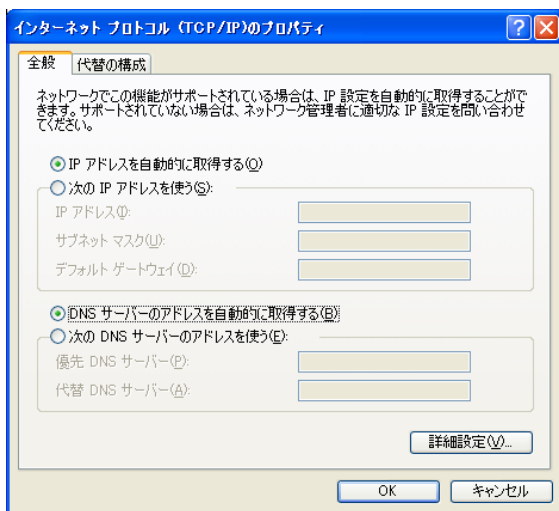 インターネット プロトコル (TCP/IP)のプロパティ
全般
代替の構成
ネットワークでこの機能がサポートされている場合は、IP 設定を自動的に取得することがで
きます。サポートされていない場合は、ネットワーク管理者に適切な IP 設定を問い合わせ
てください。
IP アドレスを自動的に取得する(O)
次の IP アドレスを使う(S):
IP アドレス(I):
サブネット マスク(U):
デフォルト ゲートウェイ(D):
DNS サーバーのアドレスを自動的に取得する(B)
次の DNS サーバーのアドレスを使う(E):
優先 DNS サーバー(P):
代替 DNS サーバー(A):
詳細設定(V)...
OK
キャンセル